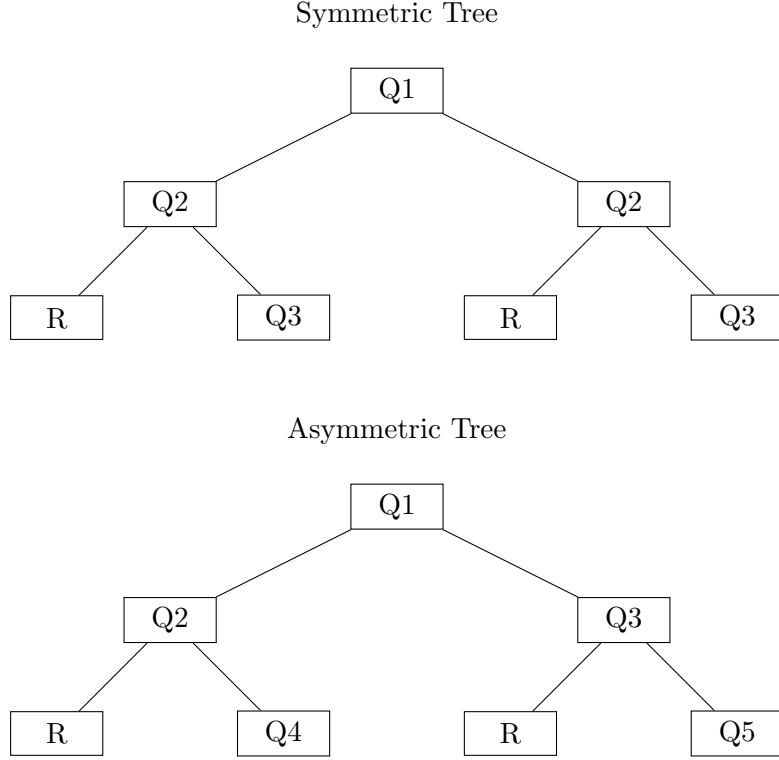 Symmetric Tree
Q1
Q2 Q2
R Q3 R Q3
Asymmetric Tree
Q1
Q2 Q3
R Q4 R Q5